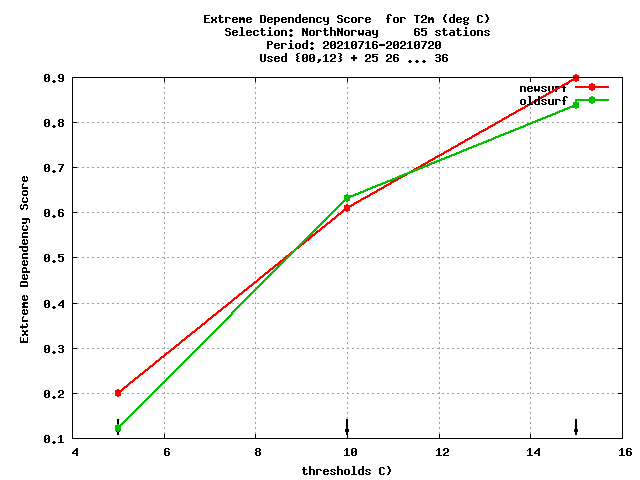 Extreme Dependency Score  for T2m (deg C)
Selection: NorthNorway     65 stations
Period: 20210716-20210720
Used {00,12} + 25 26 ... 36
newsurf
oldsurf
0.9
0.8
0.7
0.6
0.5
0.4
0.3
0.2
0.1
Extreme Dependency Score
4 6 8 10 12 14 16
thresholds C)